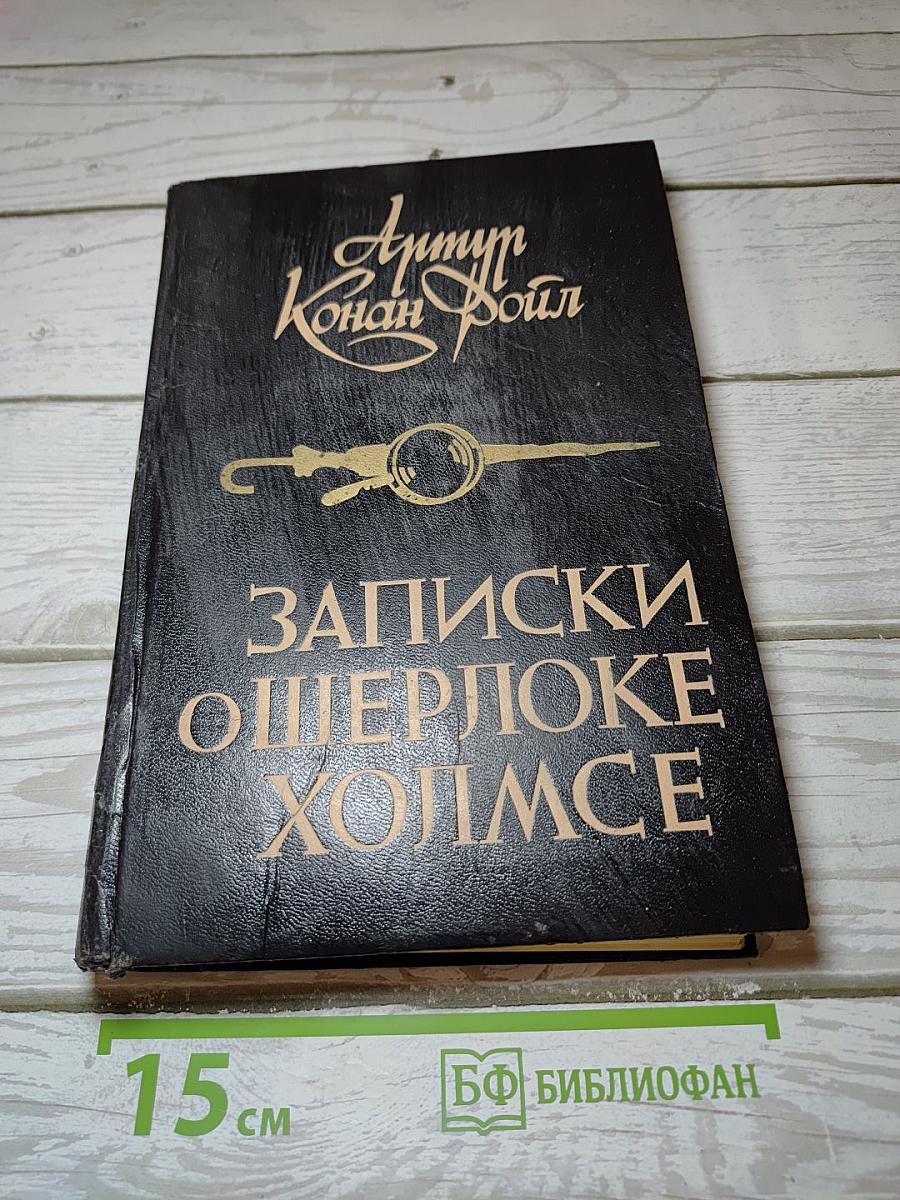 Артур
Конан Дойл
ЗАПИСКИ
О ШЕРЛОКЕ
ХОЛМСЕ
15 см
БФ БИБЛИОФАН